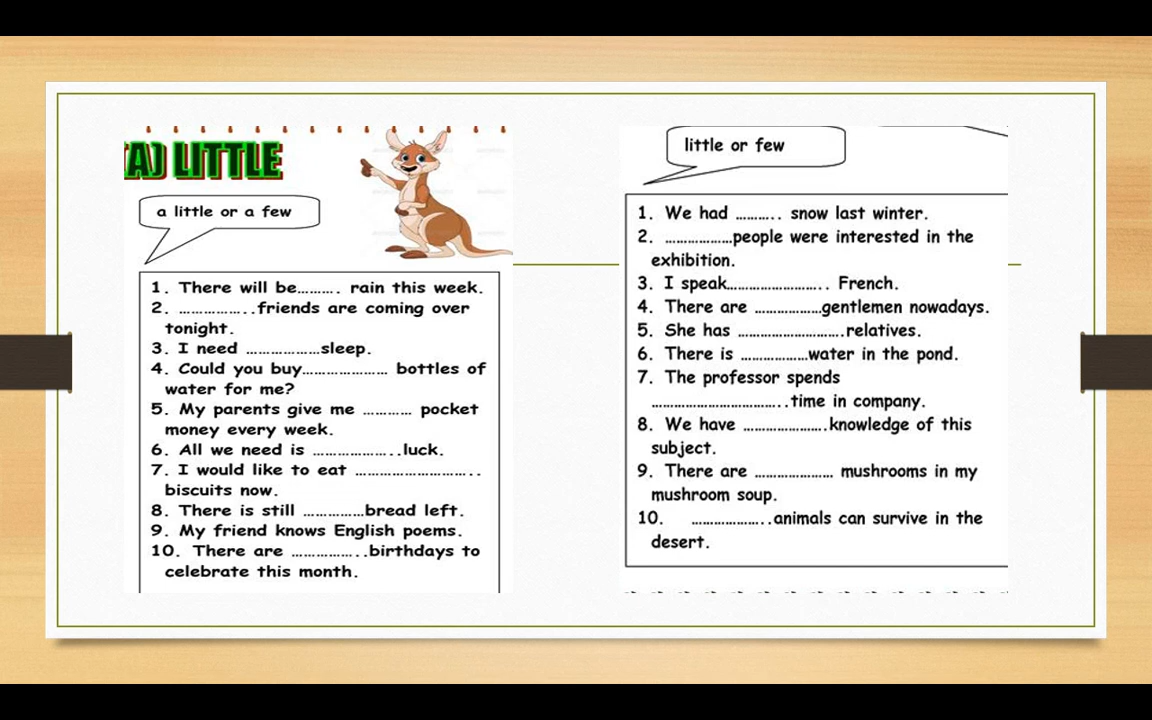 (A) LITTLE
a little or a few
1. There will be………. rain this week.
2. ……………..friends are coming over
tonight.
3. I need ………………sleep.
4. Could you buy………………… bottles of
water for me?
5. My parents give me ………… pocket
money every week.
6. All we need is ………………..luck.
7. I would like to eat ………………………..
biscuits now.
8. There is still ……………bread left.
9. My friend knows English poems.
10. There are ……………..birthdays to
celebrate this month.
little or few
1. We had ……….. snow last winter.
2. ………………people were interested in the
exhibition.
3. I speak…………………….. French.
4. There are ………………gentlemen nowadays.
5. She has ……………………….relatives.
6. There is ………………water in the pond.
7. The professor spends
……………………………..time in company.
8. We have ………………….knowledge of this
subject.
9. There are ………………… mushrooms in my
mushroom soup.
10. ………………..animals can survive in the
desert.